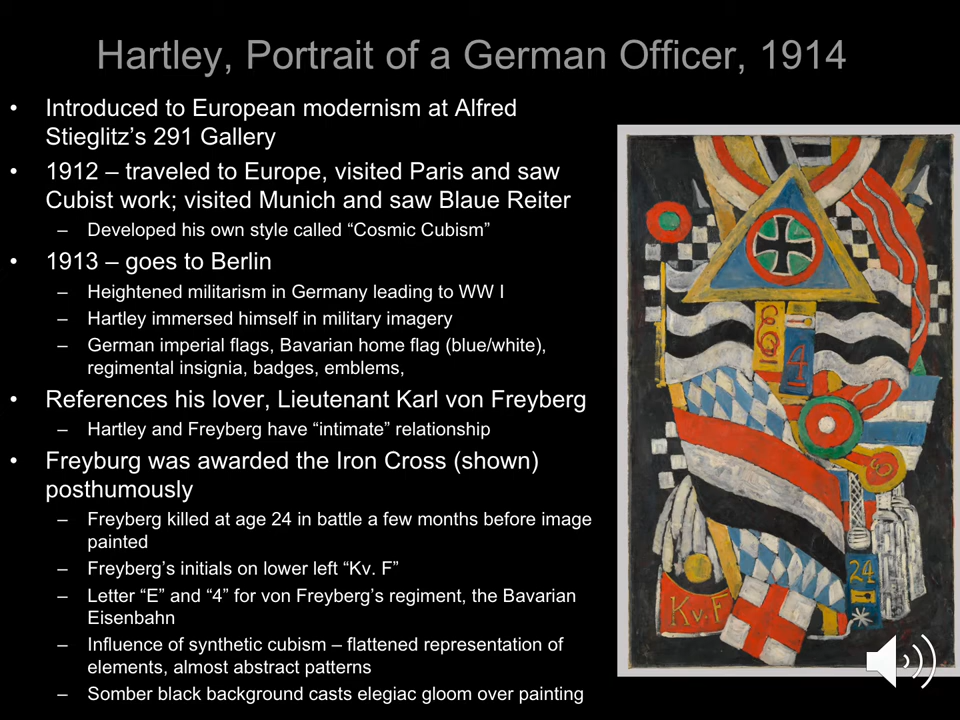 Hartley, Portrait of a German Officer, 1914
• Introduced to European modernism at Alfred
Stieglitz’s 291 Gallery
• 1912 – traveled to Europe, visited Paris and saw
Cubist work; visited Munich and saw Blaue Reiter
– Developed his own style called “Cosmic Cubism”
• 1913 – goes to Berlin
– Heightened militarism in Germany leading to WW I
– Hartley immersed himself in military imagery
– German imperial flags, Bavarian home flag (blue/white),
regimental insignia, badges, emblems,
• References his lover, Lieutenant Karl von Freyberg
– Hartley and Freyberg have “intimate” relationship
• Freyburg was awarded the Iron Cross (shown)
posthumously
– Freyberg killed at age 24 in battle a few months before image
painted
– Freyberg’s initials on lower left “Kv. F”
– Letter “E” and “4” for von Freyberg’s regiment, the Bavarian
Eisenbahn
– Influence of synthetic cubism – flattened representation of
elements, almost abstract patterns
– Somber black background casts elegiac gloom over painting
E
4
24
Kv.F